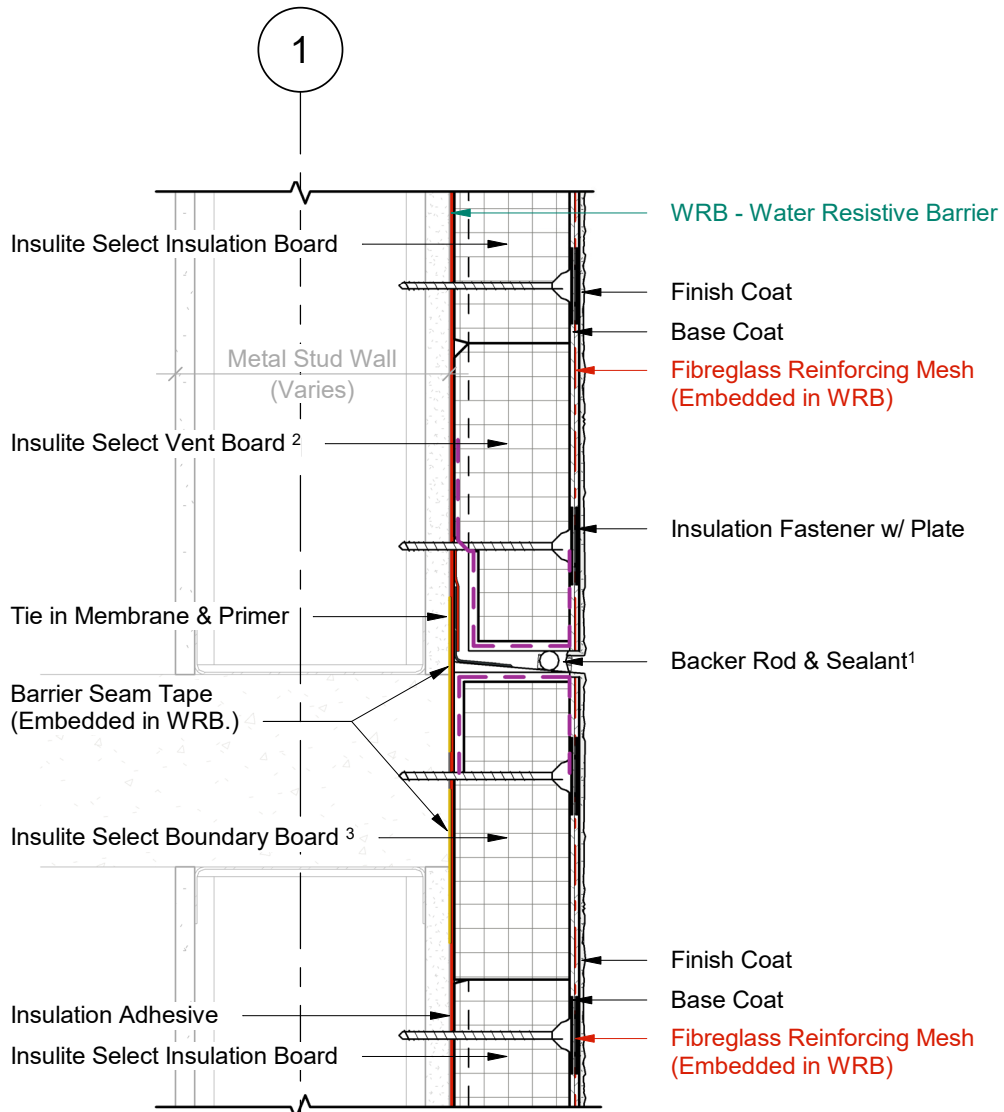 1
WRB - Water Resistive Barrier
Insulite Select Insulation Board
Finish Coat
Base Coat
Metal Stud Wall
(Varies)
Fibreglass Reinforcing Mesh
(Embedded in WRB)
Insulite Select Vent Board ²
Insulation Fastener w/ Plate
Tie in Membrane & Primer
Backer Rod & Sealant¹
Barrier Seam Tape
(Embedded in WRB.)
Insulite Select Boundary Board ³
Finish Coat
Base Coat
Insulation Adhesive
Fibreglass Reinforcing Mesh
(Embedded in WRB)
Insulite Select Insulation Board